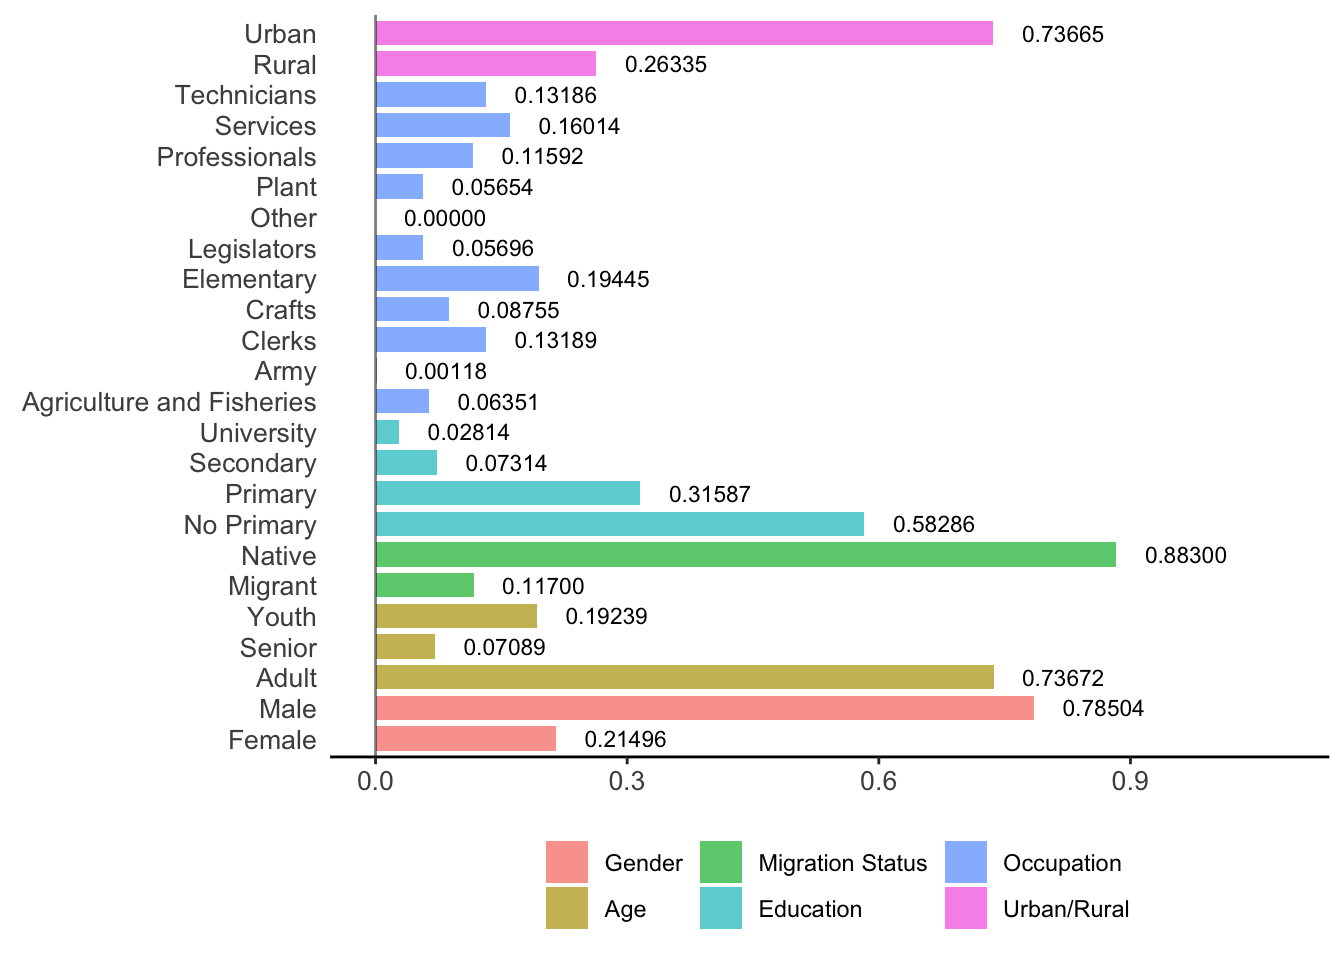 Urban 0.73665
Rural 0.26335
Technicians 0.13186
Services 0.16014
Professionals 0.11592
Plant 0.05654
Other 0.00000
Legislators 0.05696
Elementary 0.19445
Crafts 0.08755
Clerks 0.13189
Army 0.00118
Agriculture and Fisheries 0.06351
University 0.02814
Secondary 0.07314
Primary 0.31587
No Primary 0.58286
Native 0.88300
Migrant 0.11700
Youth 0.19239
Senior 0.07089
Adult 0.73672
Male 0.78504
Female 0.21496
0.0 0.3 0.6 0.9
Gender Migration Status Occupation
Age Education Urban/Rural